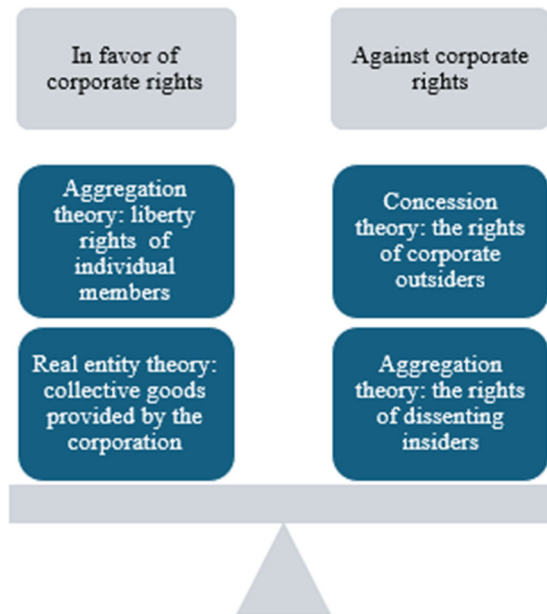 In favor of
corporate rights
Against corporate
rights
Aggregation
theory: liberty
rights of
individual
members
Concession
theory: the rights
of corporate
outsiders
Real entity theory:
collective goods
provided by the
corporation
Aggregation
theory: the rights
of dissenting
insiders